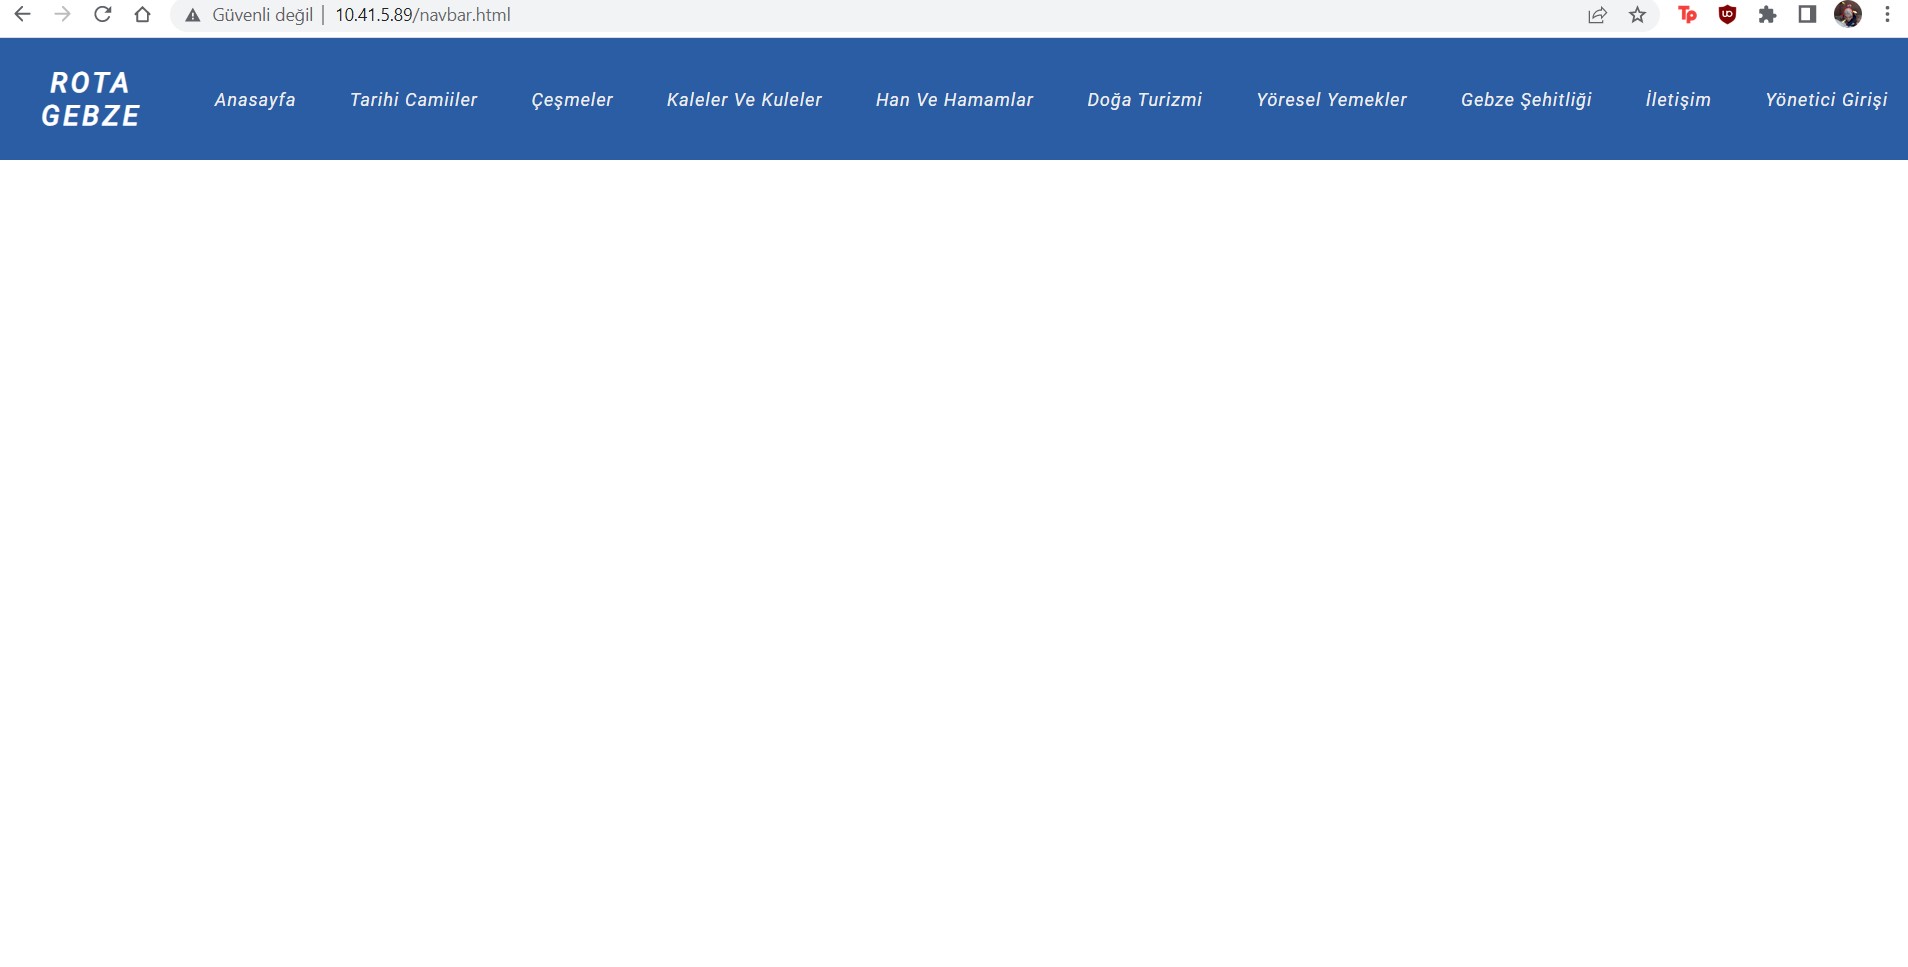 Güvenli değil | 10.41.5.89/navbar.html
Tp
UO
ROTA
GEBZE
Anasayfa Tarihi Camiiler Çeşmeler Kaleler Ve Kuleler Han Ve Hamamlar Doğa Turizmi Yöresel Yemekler Gebze Şehitliği İletişim Yönetici Girişi